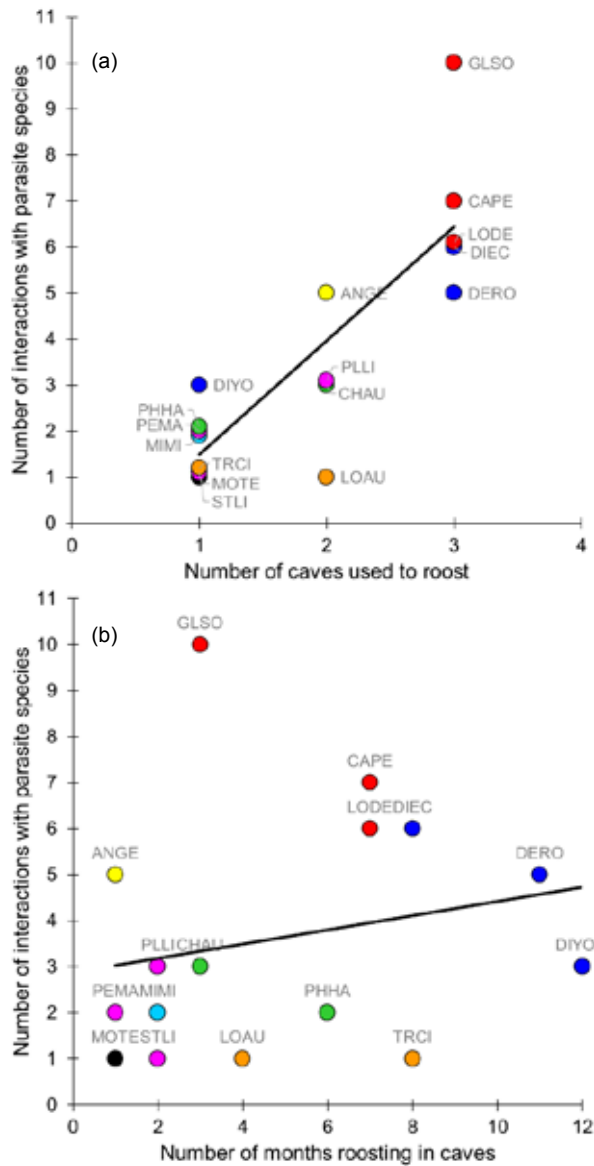 (a)
Number of interactions with parasite species
11
10
9
8
7
6
5
4
3
2
1
0
GLSO
CAPE
LODE
DIEC
DERO
ANGE
PLLI
CHAU
DIYO
PHHA
PEMA
MIMI
TRCI
MOTE
STLI
LOAU
0 1 2 3 4
Number of caves used to roost
(b)
Number of interactions with parasite species
11
10
9
8
7
6
5
4
3
2
1
0
GLSO
CAPE
LODEDIEC
ANGE
DERO
PLLICHAU
DIYO
PEMAMIMI
PHHA
MOTESTLI
LOAU
TRCI
0 2 4 6 8 10 12
Number of months roosting in caves